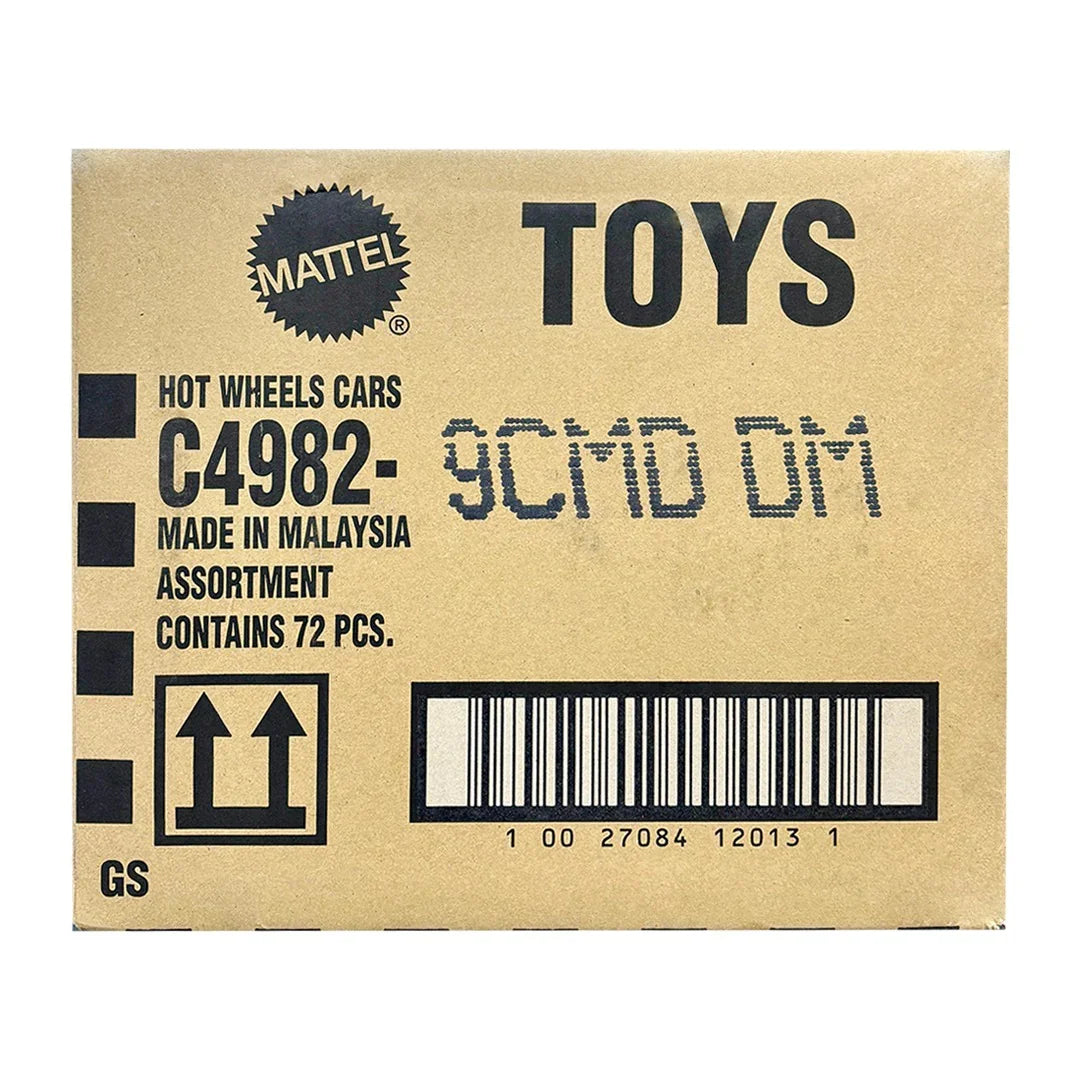 MATTEL
®
TOYS
HOT WHEELS CARS
C4982-
9CMD DM
MADE IN MALAYSIA
ASSORTMENT
CONTAINS 72 PCS.
1 00 27084 12013 1
GS